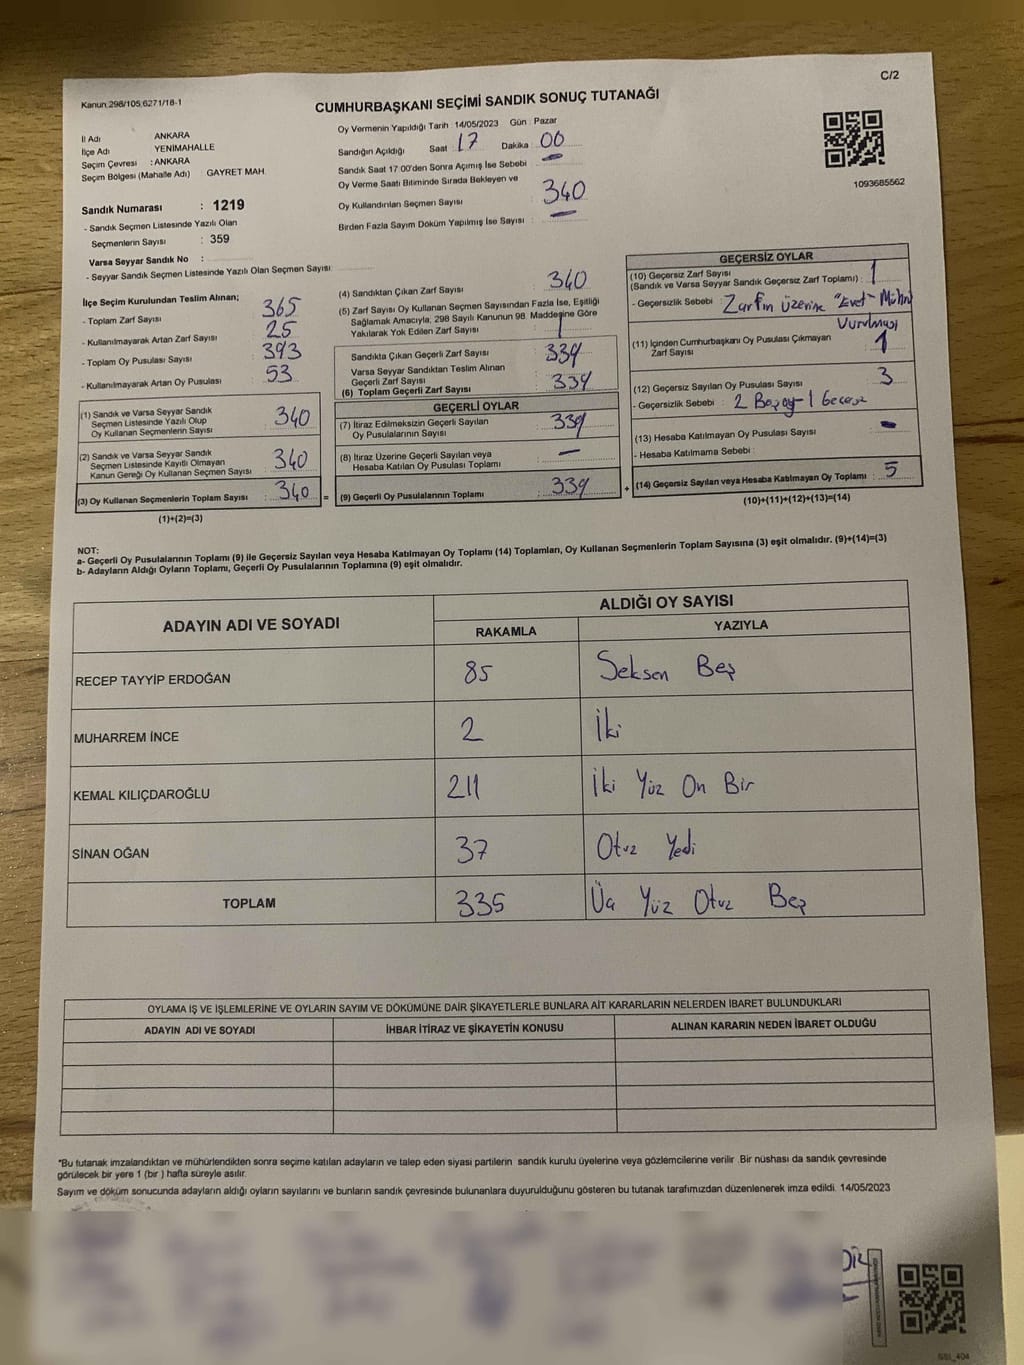 C/2
Kanun 298/105,6271/18-1
CUMHURBAŞKANI SEÇİMİ SANDIK SONUÇ TUTANAĞI
İl Adı ANKARA
İlçe Adı YENİMAHALLE
Seçim Çevresi : ANKARA
Seçim Bölgesi (Mahalle Adı) : GAYRET MAH.
Sandık Numarası : 1219
- Sandık Seçmen Listesinde Yazılı Olan
Seçmenlerin Sayısı : 359
Varsa Seyyar Sandık No :
- Seyyar Sandık Seçmen Listesinde Yazılı Olan Seçmen Sayısı:
Oy Vermenin Yapıldığı Tarih : 14/05/2023 Gün : Pazar
Sandığın Açıldığı Saat : 17 Dakika : 00
Sandık Saat 17:00'den Sonra Açımış İse Sebebi : —
Oy Verme Saati Bitiminde Sırada Bekleyen ve
Oy Kullandırılan Seçmen Sayısı : 340
Birden Fazla Sayım Döküm Yapılmış İse Sayısı : —
1093685562
İlçe Seçim Kurulundan Teslim Alınan;
- Toplam Zarf Sayısı : 365
- Kullanılmayarak Artan Zarf Sayısı : 25
- Toplam Oy Pusulası Sayısı : 393
- Kullanılmayarak Artan Oy Pusulası : 53
(1) Sandık ve Varsa Seyyar Sandık
Seçmen Listesinde Yazılı Olup
Oy Kullanan Seçmenlerin Sayısı : 340
(2) Sandık ve Varsa Seyyar Sandık
Seçmen Listesinde Kayıtlı Olmayan
Kanun Gereği Oy Kullanan Seçmen Sayısı : 340
(3) Oy Kullanan Seçmenlerin Toplam Sayısı : 340 =
(1)+(2)=(3)
(4) Sandıktan Çıkan Zarf Sayısı : 340
(5) Zarf Sayısı Oy Kullanan Seçmen Sayısından Fazla İse, Eşitliği
Sağlamak Amacıyla; 298 Sayılı Kanunun 98. Maddesine Göre
Yakılarak Yok Edilen Zarf Sayısı : 1
Sandıkta Çıkan Geçerli Zarf Sayısı : 339
Varsa Seyyar Sandıktan Teslim Alınan
Geçerli Zarf Sayısı
(6) Toplam Geçerli Zarf Sayısı : 339
GEÇERLİ OYLAR
(7) İtiraz Edilmeksizin Geçerli Sayılan
Oy Pusulalarının Sayısı : 339
(8) İtiraz Üzerine Geçerli Sayılan veya
Hesaba Katılan Oy Pusulası Toplamı : —
(9) Geçerli Oy Pusulalarının Toplamı : 339 +
GEÇERSİZ OYLAR
(10) Geçersiz Zarf Sayısı
(Sandık ve Varsa Seyyar Sandık Geçersız Zarf Toplamı) : 1
- Geçersizlik Sebebi : Zarfın üzerine "Evet" Mührü
Vurulması
(11) İçinden Cumhurbaşkanı Oy Pusulası Çıkmayan
Zarf Sayısı : 1
(12) Geçersiz Sayılan Oy Pusulası Sayısı : 3
- Geçersizlik Sebebi : 2 Boş oy - 1
(13) Hesaba Katılmayan Oy Pusulası Sayısı : —
- Hesaba Katılmama Sebebi :
(14) Geçersiz Sayılan veya Hesaba Katılmayan Oy Toplamı : 5
(10)+(11)+(12)+(13)=(14)
NOT:
a- Geçerli Oy Pusulalarının Toplamı (9) ile Geçersiz Sayılan veya Hesaba Katılmayan Oy Toplamı (14) Toplamları, Oy Kullanan Seçmenlerin Toplam Sayısına (3) eşit olmalıdır. (9)+(14)=(3)
b- Adayların Aldığı Oyların Toplamı, Geçerli Oy Pusulalarının Toplamına (9) eşit olmalıdır.
ADAYIN ADI VE SOYADI ALDIĞI OY SAYISI
RAKAMLA YAZIYLA
RECEP TAYYİP ERDOĞAN 85 Seksen Beş
MUHARREM İNCE 2 İki
KEMAL KILIÇDAROĞLU 211 İki Yüz On Bir
SİNAN OĞAN 37 Otuz Yedi
TOPLAM 335 Üç Yüz Otuz Beş
OYLAMA İŞ VE İŞLEMLERİNE VE OYLARIN SAYIM VE DÖKÜMÜNE DAİR ŞİKAYETLERLE BUNLARA AİT KARARLARIN NELERDEN İBARET BULUNDUKLARI
ADAYIN ADI VE SOYADI İHBAR İTİRAZ VE ŞİKAYETİN KONUSU ALINAN KARARIN NEDEN İBARET OLDUĞU
"Bu tutanak imzalandıktan ve mühürlendikten sonra seçime katılan adayların ve talep eden siyasi partilerin sandık kurulu üyelerine veya gözlemcilerine verilir .Bir nüshası da sandık çevresinde
görülecek bir yere 1 (bir ) hafta süreyle asılır.
Sayım ve döküm sonucunda adayların aldığı oyların sayılarını ve bunların sandık çevresinde bulunanlara duyurulduğunu gösteren bu tutanak tarafımızdan düzenlenerek imza edildi. 14/05/2023